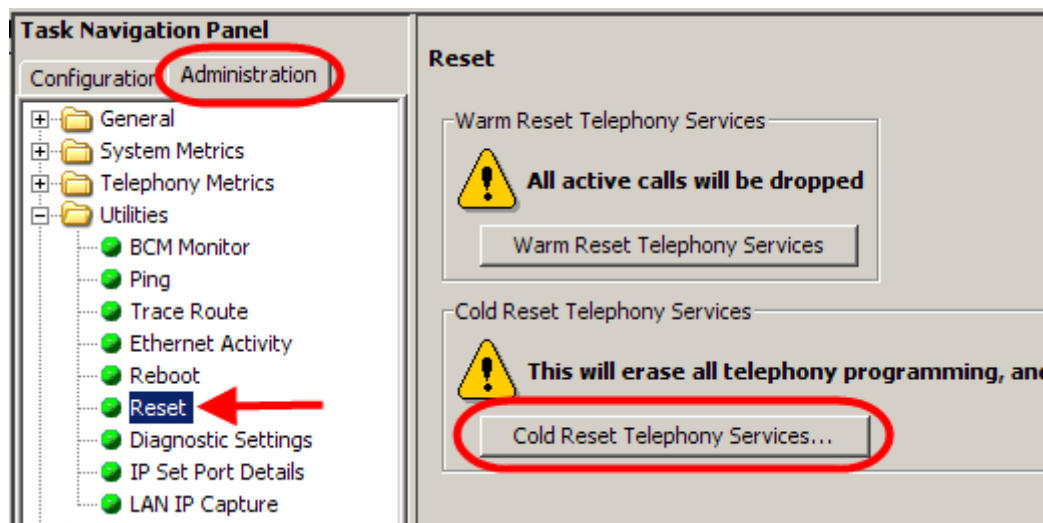 Task Navigation Panel
Configuration
Administration
General
System Metrics
Telephony Metrics
Utilities
BCM Monitor
Ping
Trace Route
Ethernet Activity
Reboot
Reset
Diagnostic Settings
IP Set Port Details
LAN IP Capture
Reset
Warm Reset Telephony Services
All active calls will be dropped
Warm Reset Telephony Services
Cold Reset Telephony Services
This will erase all telephony programming, and
Cold Reset Telephony Services...